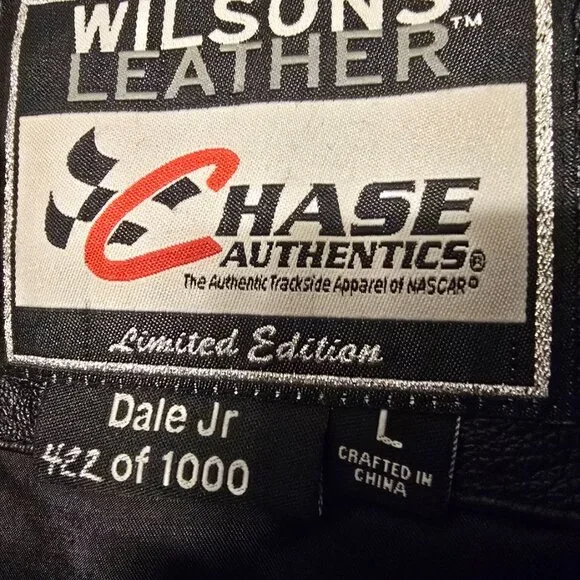 WILSONS
LEATHER™
CHASE
AUTHENTICS®
The Authentic Trackside Apparel of NASCAR®
Limited Edition
Dale Jr
422 of 1000
L
CRAFTED IN
CHINA